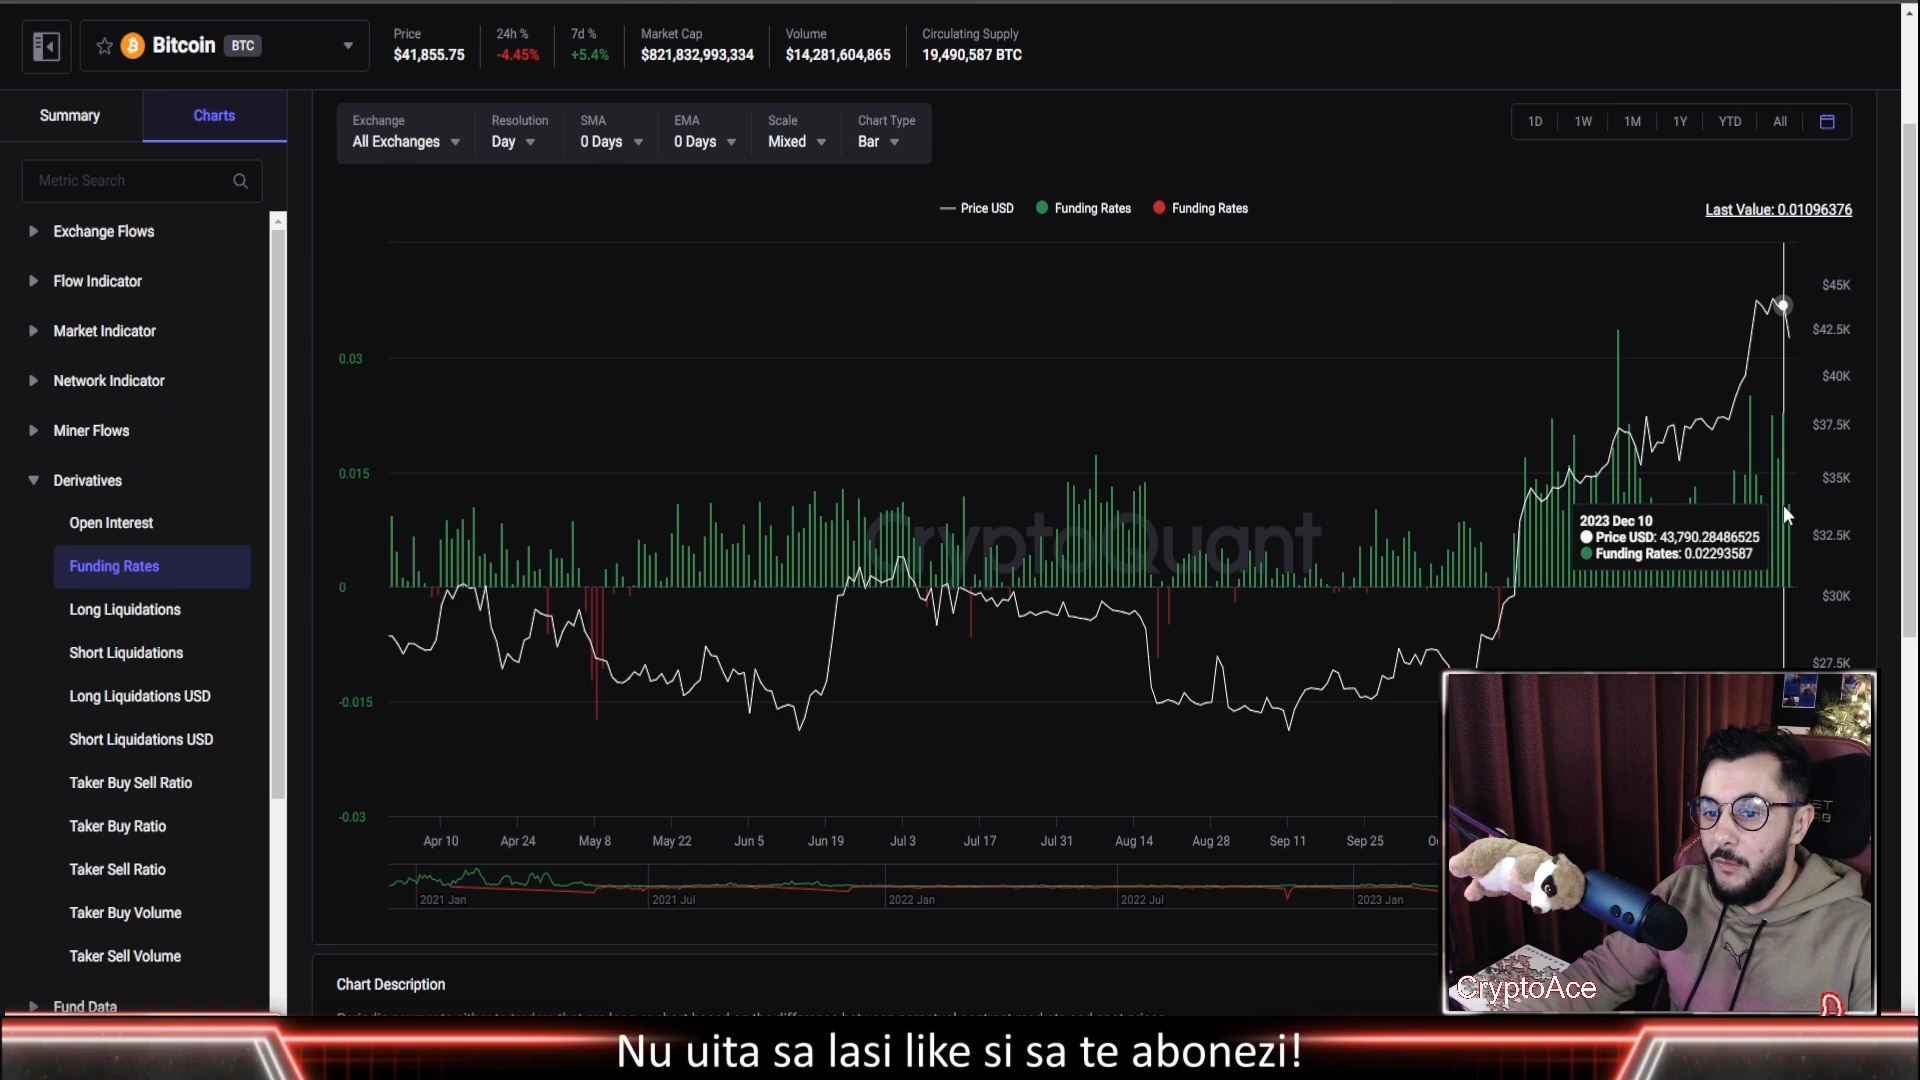 Bitcoin BTC
Price
$41,855.75
24h %
-4.45%
7d %
+5.4%
Market Cap
$821,832,993,334
Volume
$14,281,604,865
Circulating Supply
19,490,587 BTC
Summary
Charts
Metric Search
Exchange Flows
Flow Indicator
Market Indicator
Network Indicator
Miner Flows
Derivatives
Open Interest
Funding Rates
Long Liquidations
Short Liquidations
Long Liquidations USD
Short Liquidations USD
Taker Buy Sell Ratio
Taker Buy Ratio
Taker Sell Ratio
Taker Buy Volume
Taker Sell Volume
Fund Data
Exchange
All Exchanges
Resolution
Day
SMA
0 Days
EMA
0 Days
Scale
Mixed
Chart Type
Bar
1D 1W 1M 1Y YTD All
Price USD Funding Rates Funding Rates
Last Value: 0.01096376
0.03
0.015
0
-0.015
-0.03
$45K
$42.5K
$40K
$37.5K
$35K
$32.5K
$30K
$27.5K
CryptoQuant
2023 Dec 10
Price USD: 43,790.28486525
Funding Rates: 0.02293587
Apr 10 Apr 24 May 8 May 22 Jun 5 Jun 19 Jul 3 Jul 17 Jul 31 Aug 14 Aug 28 Sep 11 Sep 25
2021 Jan 2021 Jul 2022 Jan 2022 Jul 2023 Jan
Chart Description
CryptoAce
Nu uita sa lasi like si sa te abonezi!